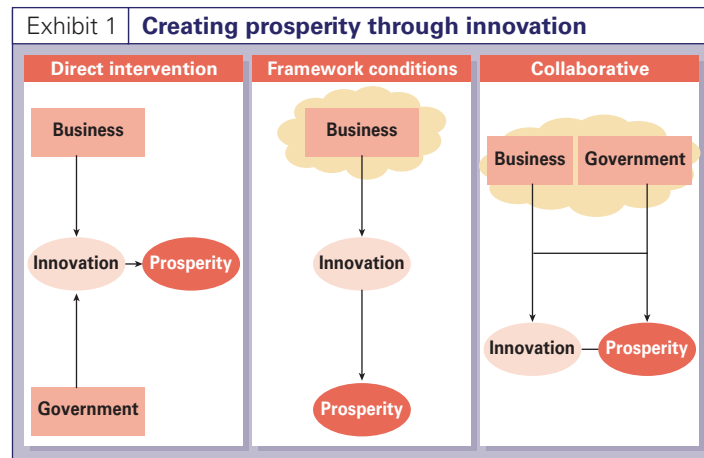 Exhibit 1 Creating prosperity through innovation
Direct intervention
Business
Innovation
Prosperity
Government
Framework conditions
Business
Innovation
Prosperity
Collaborative
Business
Government
Innovation
Prosperity